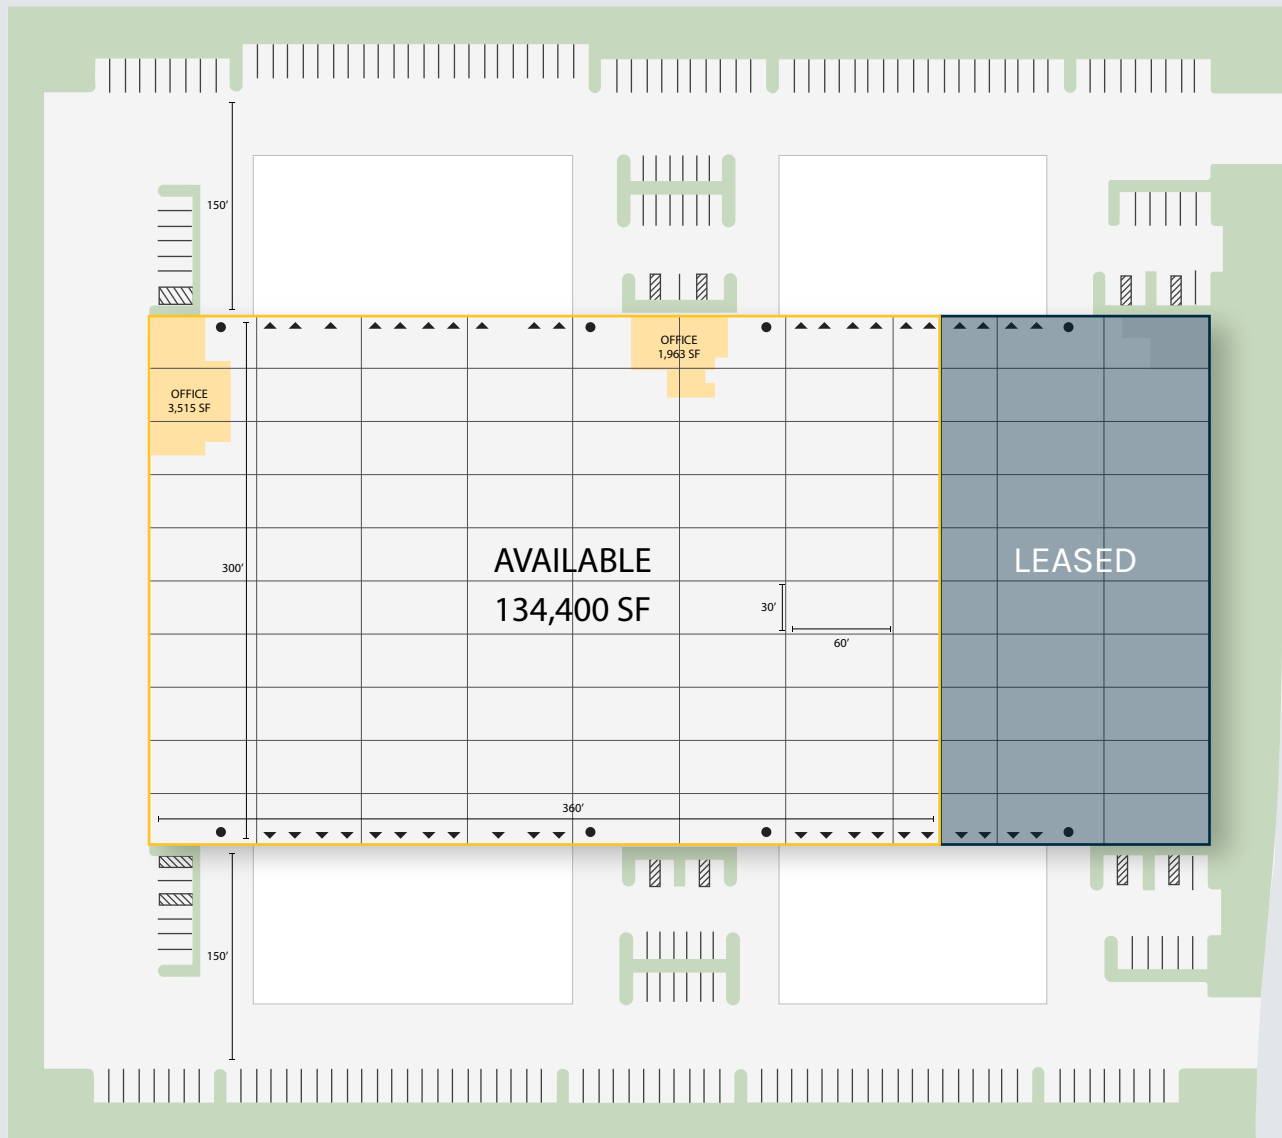 150′
OFFICE
1,963 SF
OFFICE
3,515 SF
AVAILABLE
134,400 SF
LEASED
300′
30′
60′
360′
150′